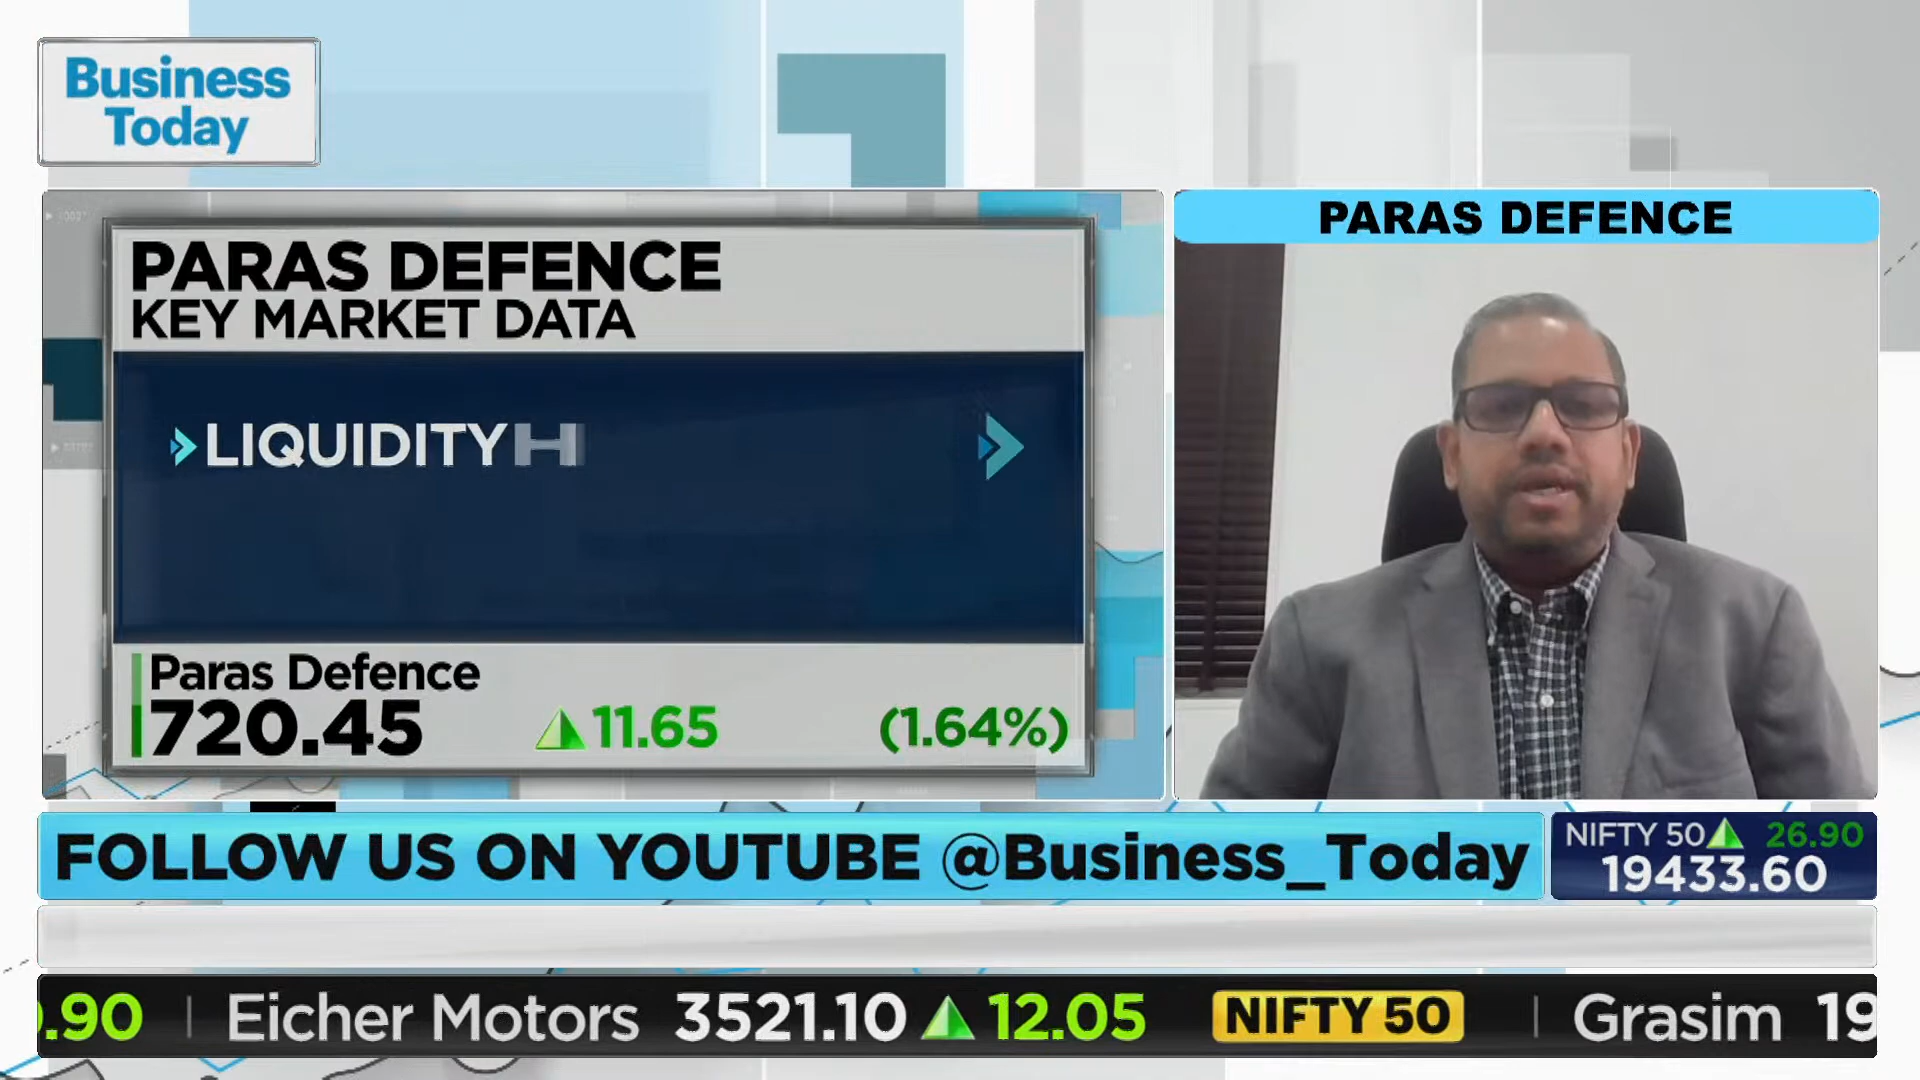 Business
Today
PARAS DEFENCE
KEY MARKET DATA
LIQUIDITY
Paras Defence
720.45 11.65 (1.64%)
PARAS DEFENCE
FOLLOW US ON YOUTUBE @Business_Today
NIFTY 50 26.90
19433.60
.90 | Eicher Motors 3521.10 12.05 NIFTY 50 | Grasim 19